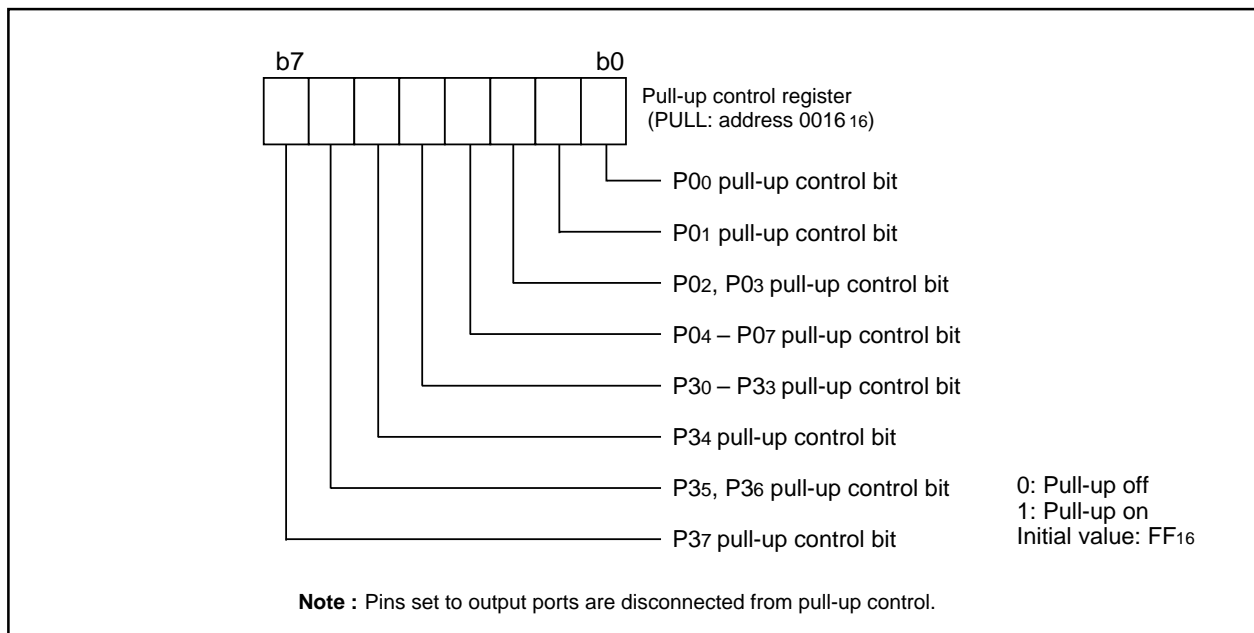 b7 b0
Pull-up control register
(PULL: address 0016 16)
P00 pull-up control bit
P01 pull-up control bit
P02, P03 pull-up control bit
P04 – P07 pull-up control bit
P30 – P33 pull-up control bit
P34 pull-up control bit
P35, P36 pull-up control bit
P37 pull-up control bit
0: Pull-up off
1: Pull-up on
Initial value: FF16
Note : Pins set to output ports are disconnected from pull-up control.